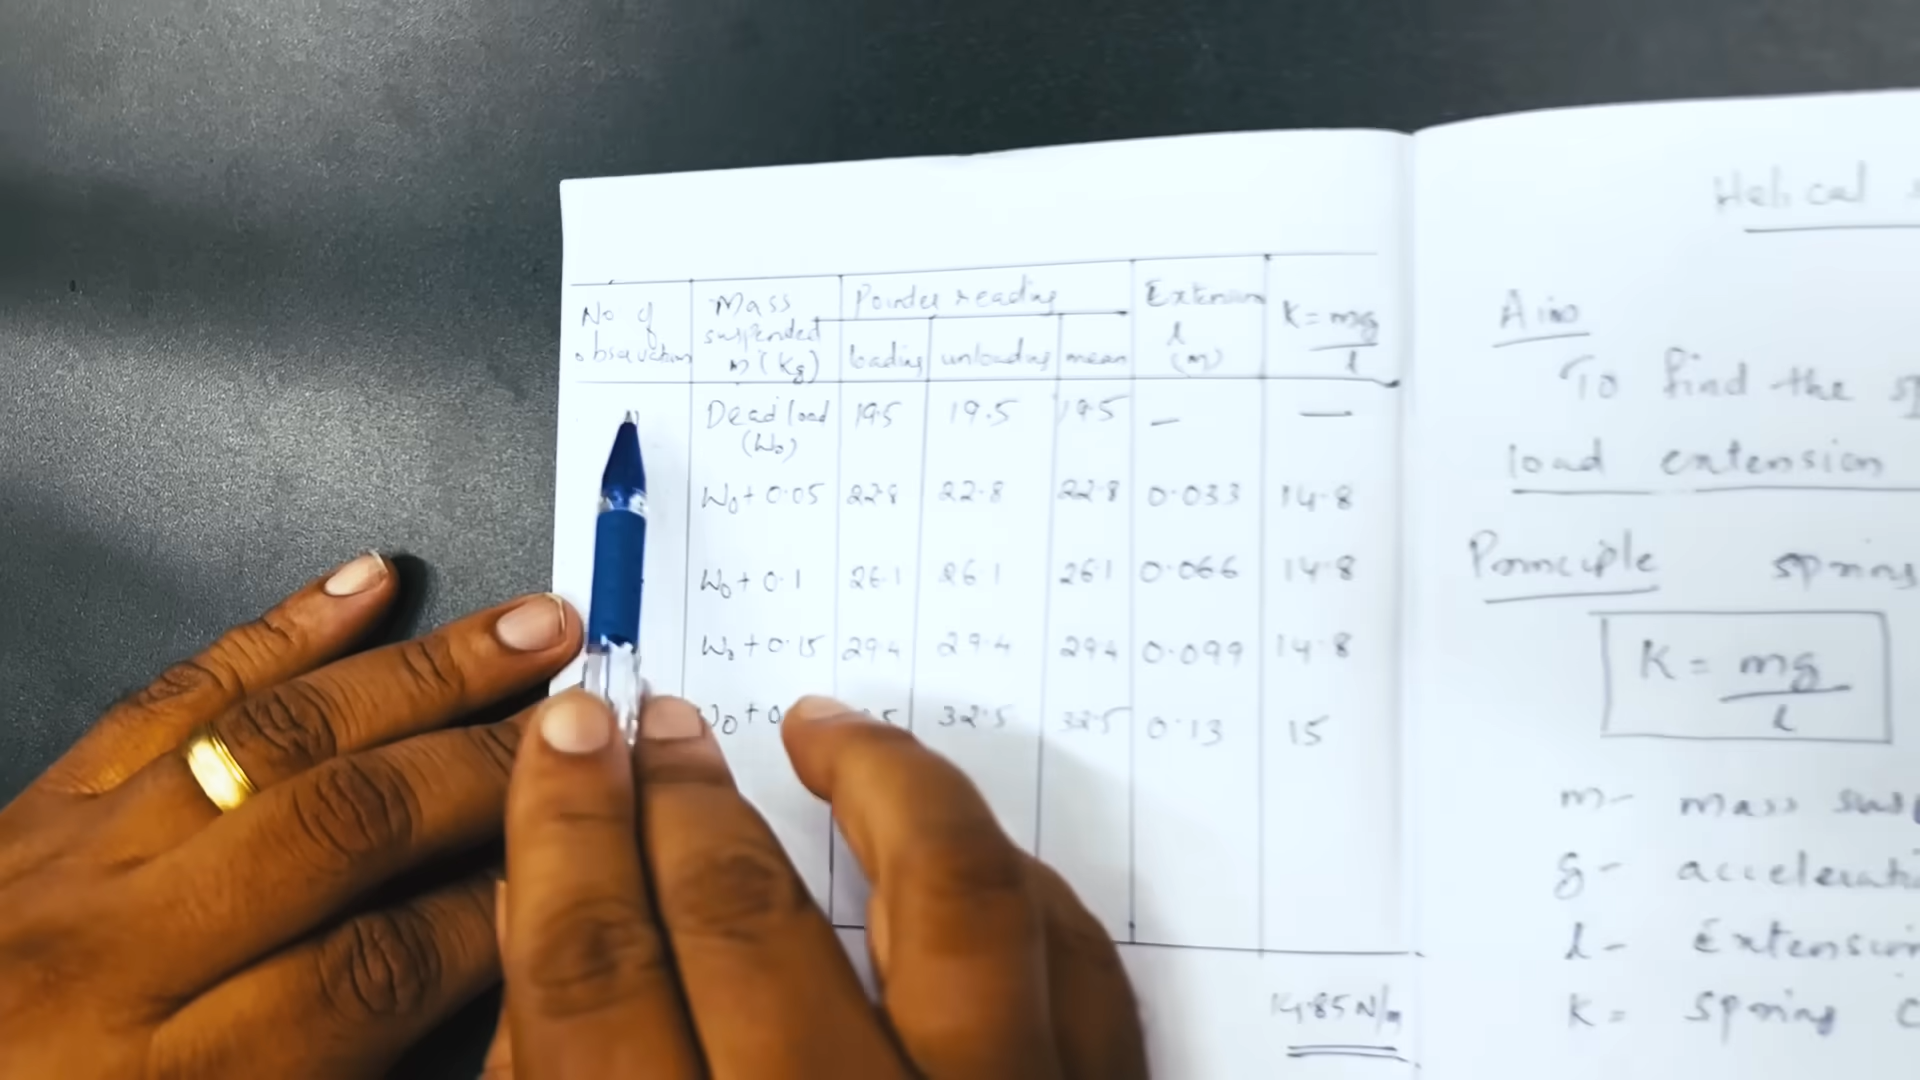 No of observation
Mass suspended m (Kg)
Pointer reading
loading unloading mean
Extension l (m)
K = mg / l
Dead load (W0) 19.5 19.5 19.5 — —
W0 + 0.05 22.8 22.8 22.8 0.033 14.8
W0 + 0.1 26.1 26.1 26.1 0.066 14.8
W0 + 0.15 29.4 29.4 29.4 0.099 14.8
32.5 32.5 0.13 15
14.85 N/m
Helical
Aim
To find the
load extension
Principle spring
K = mg / l
m - mass
g -
l -
K = spring